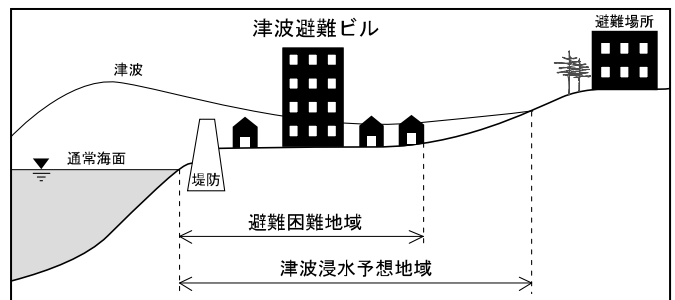 津波避難ビル
避難場所
津波
通常海面
堤防
避難困難地域
津波浸水予想地域